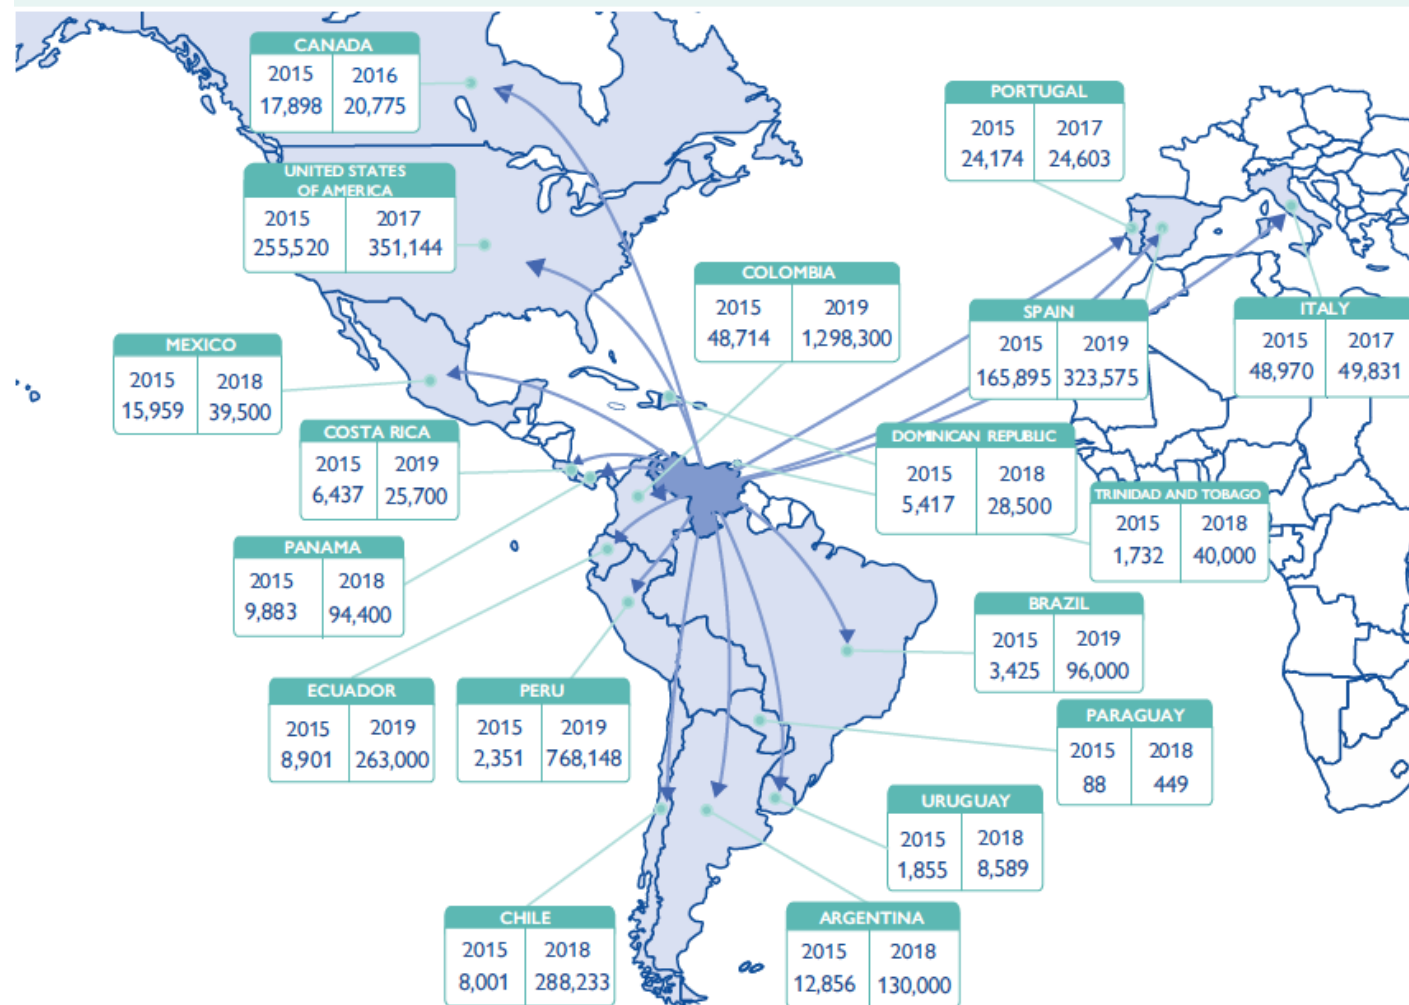 CANADA
2015 2016
17,898 20,775
UNITED STATES
OF AMERICA
2015 2017
255,520 351,144
PORTUGAL
2015 2017
24,174 24,603
COLOMBIA
2015 2019
48,714 1,298,300
SPAIN
2015 2019
165,895 323,575
ITALY
2015 2017
48,970 49,831
MEXICO
2015 2018
15,959 39,500
COSTA RICA
2015 2019
6,437 25,700
DOMINICAN REPUBLIC
2015 2018
5,417 28,500
TRINIDAD AND TOBAGO
2015 2018
1,732 40,000
PANAMA
2015 2018
9,883 94,400
BRAZIL
2015 2019
3,425 96,000
ECUADOR
2015 2019
8,901 263,000
PERU
2015 2019
2,351 768,148
PARAGUAY
2015 2018
88 449
URUGUAY
2015 2018
1,855 8,589
CHILE
2015 2018
8,001 288,233
ARGENTINA
2015 2018
12,856 130,000